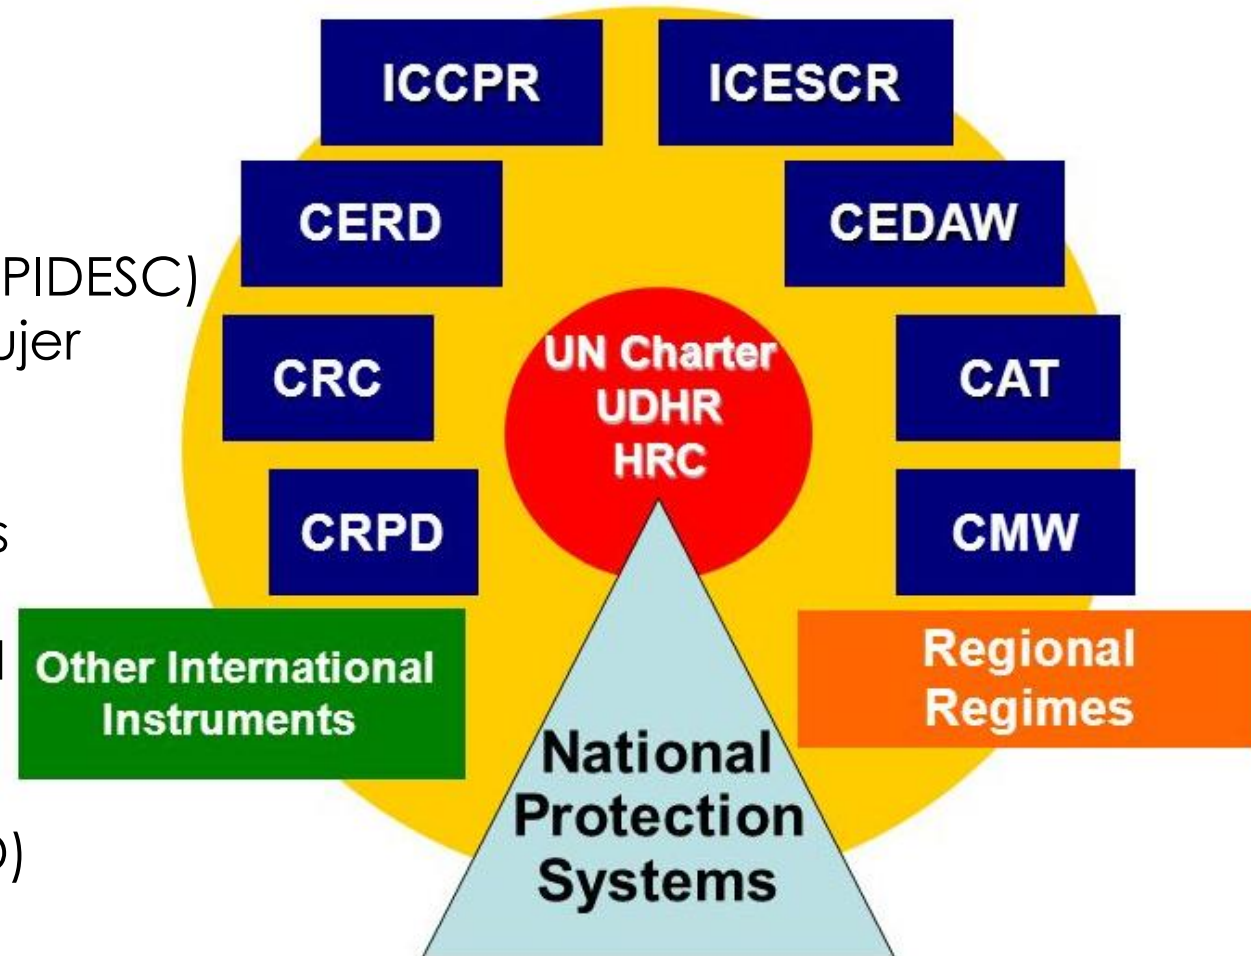 ICCPR
ICESCR
CERD
CEDAW
PIDESC)
ujer
CRC
UN Charter
UDHR
HRC
CAT
s
CRPD
CMW
Other International
Instruments
Regional
Regimes
National
Protection
Systems
)